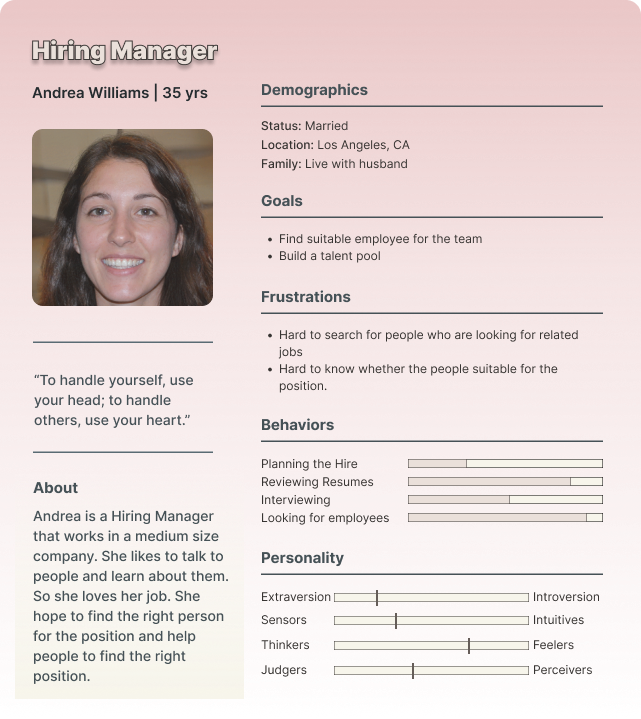 Hiring Manager
Andrea Williams | 35 yrs
“To handle yourself, use
your head; to handle
others, use your heart.”
About
Andrea is a Hiring Manager
that works in a medium size
company. She likes to talk to
people and learn about them.
So she loves her job. She
hope to find the right person
for the position and help
people to find the right
position.
Demographics
Status: Married
Location: Los Angeles, CA
Family: Live with husband
Goals
• Find suitable employee for the team
• Build a talent pool
Frustrations
• Hard to search for people who are looking for related
jobs
• Hard to know whether the people suitable for the
position.
Behaviors
Planning the Hire
Reviewing Resumes
Interviewing
Looking for employees
Personality
Extraversion Introversion
Sensors Intuitives
Thinkers Feelers
Judgers Perceivers